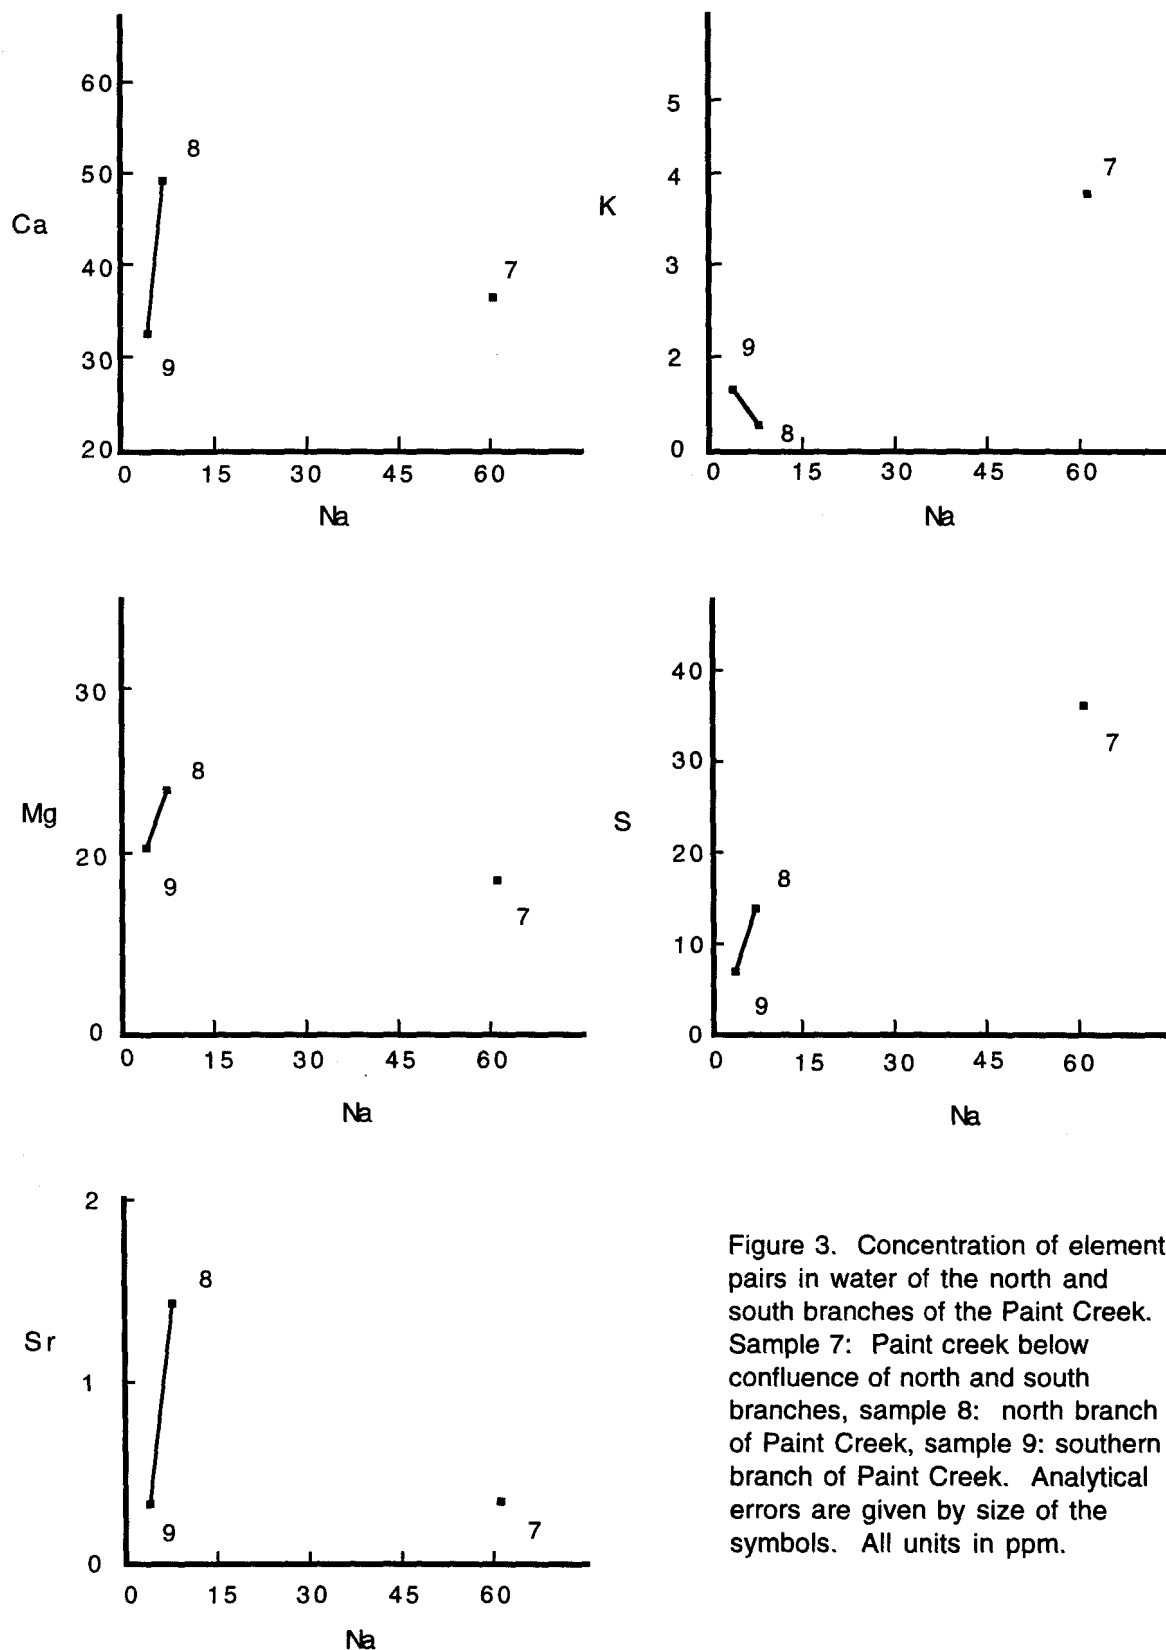 60
50
40
30
20
Ca
8
7
9
0 15 30 45 60
Na
5
4
3
2
0
K
7
9
8
0 15 30 45 60
Na
30
20
0
Mg
8
9
7
0 15 30 45 60
Na
40
30
20
10
0
S
7
8
9
0 15 30 45 60
Na
2
1
0
Sr
8
9
7
0 15 30 45 60
Na
Figure 3. Concentration of element
pairs in water of the north and
south branches of the Paint Creek.
Sample 7: Paint creek below
confluence of north and south
branches, sample 8: north branch
of Paint Creek, sample 9: southern
branch of Paint Creek. Analytical
errors are given by size of the
symbols. All units in ppm.